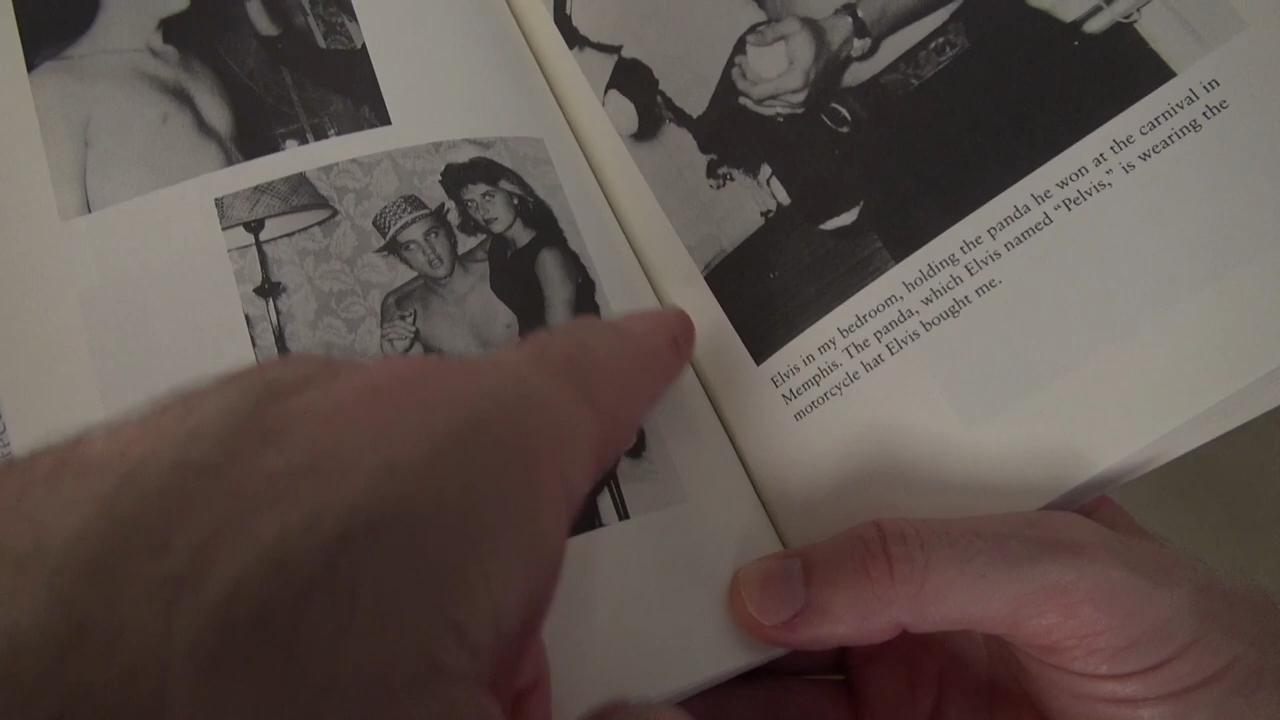 Elvis in my bedroom, holding the panda he won at the carnival in
Memphis. The panda, which Elvis named “Pelvis,” is wearing the
motorcycle hat Elvis bought me.